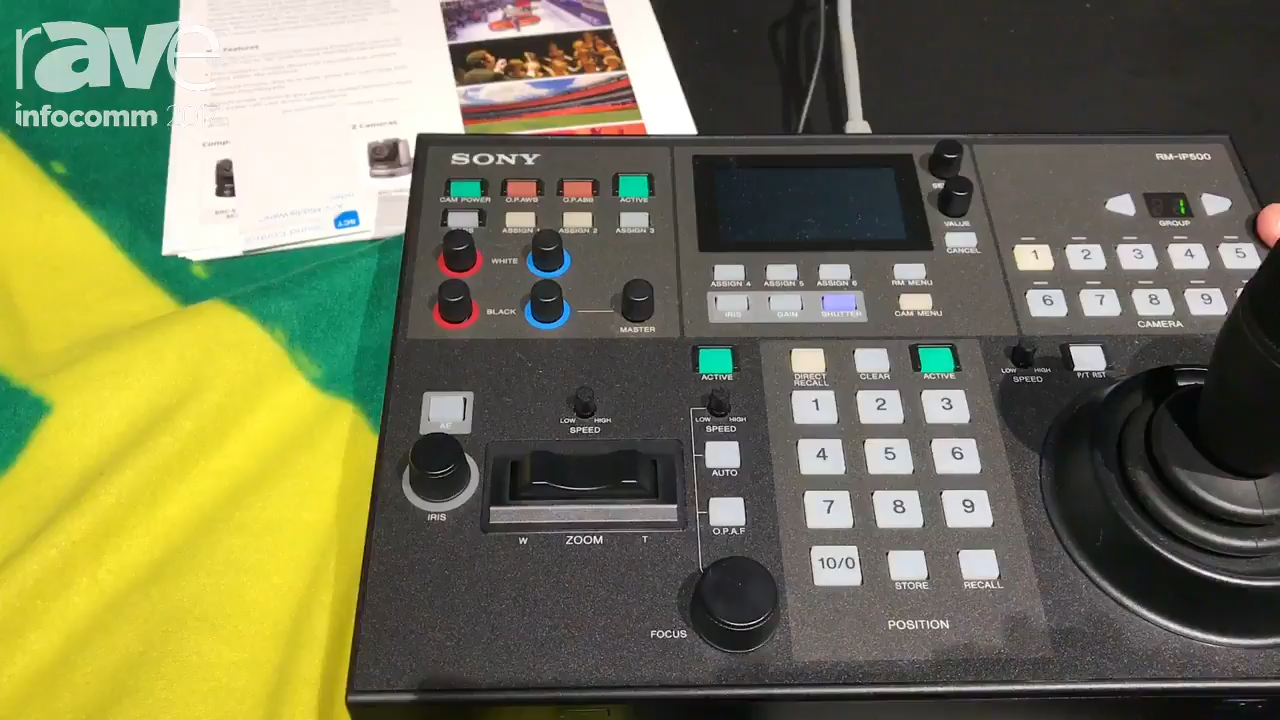 rAVe
infocomm
Features
2 Cameras
SONY
RM-IP500
CAM POWER
O.P.AWB
O.P.ABB
ACTIVE
ASSIGN 2
ASSIGN 3
WHITE
BLACK
MASTER
VALUE
CANCEL
ASSIGN 4
ASSIGN 5
ASSIGN 6
RM MENU
IRIS
GAIN
SHUTTER
CAM MENU
1
GROUP
1 2 3 4 5
6 7 8 9
CAMERA
ACTIVE
DIRECT
RECALL
CLEAR
ACTIVE
LOW HIGH
SPEED
P/T RST
AE
IRIS
LOW HIGH
SPEED
W ZOOM T
LOW HIGH
SPEED
AUTO
O.P.A.F
FOCUS
1 2 3
4 5 6
7 8 9
10/0
STORE
RECALL
POSITION